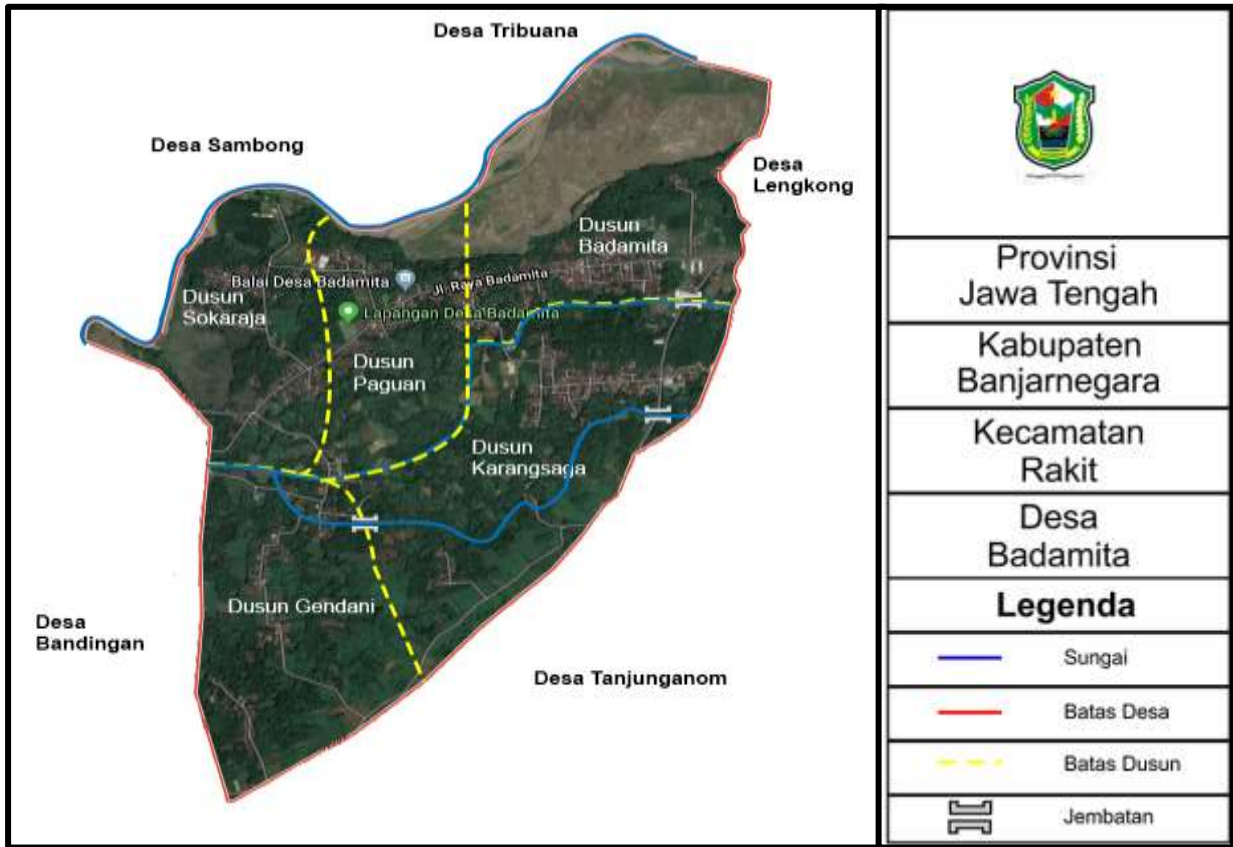 Desa Tribuana
Desa Sambong
Desa
Lengkong
Dusun
Badamita
Balai Desa Badamita
Jl. Raya Badamita
Dusun
Sokaraja
Lapangan Desa Badamita
Dusun
Paguan
Dusun
Karangsaga
Dusun Gendani
Desa
Bandingan
Desa Tanjunganom
Provinsi
Jawa Tengah
Kabupaten
Banjarnegara
Kecamatan
Rakit
Desa
Badamita
Legenda
Sungai
Batas Desa
Batas Dusun
Jembatan